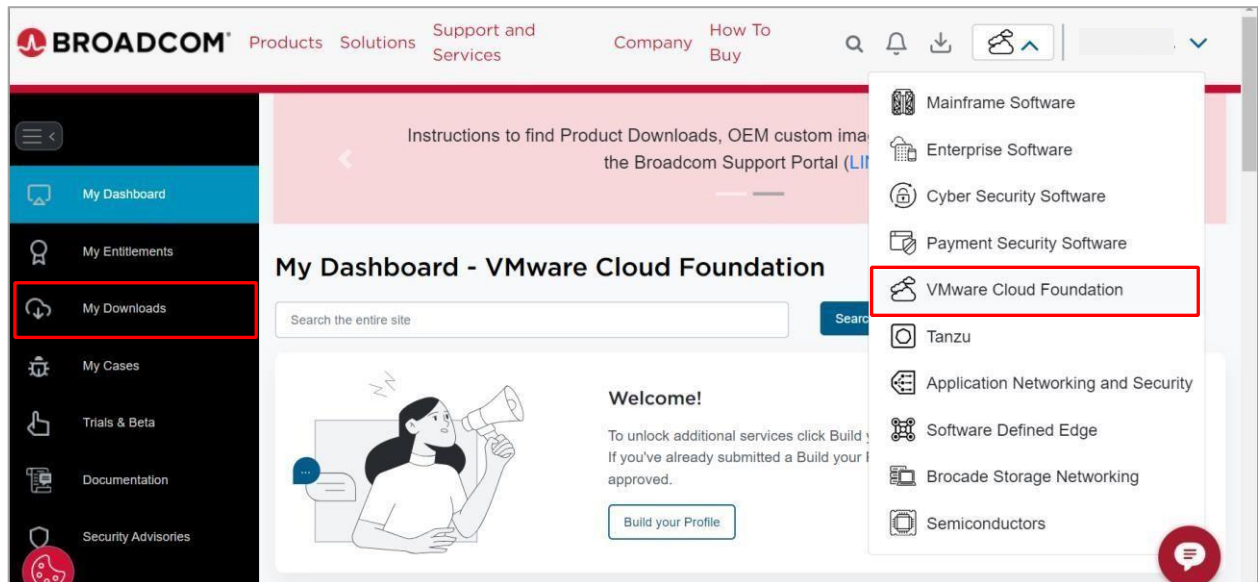 BROADCOM
Products
Solutions
Support and
Services
Company
How To
Buy
Mainframe Software
Enterprise Software
Cyber Security Software
Payment Security Software
VMware Cloud Foundation
Tanzu
Application Networking and Security
Software Defined Edge
Brocade Storage Networking
Semiconductors
My Dashboard
My Entitlements
My Downloads
My Cases
Trials & Beta
Documentation
Security Advisories
Instructions to find Product Downloads, OEM custom ima
the Broadcom Support Portal (LI
My Dashboard - VMware Cloud Foundation
Search the entire site
Searc
Welcome!
To unlock additional services click Build
If you've already submitted a Build your
approved.
Build your Profile